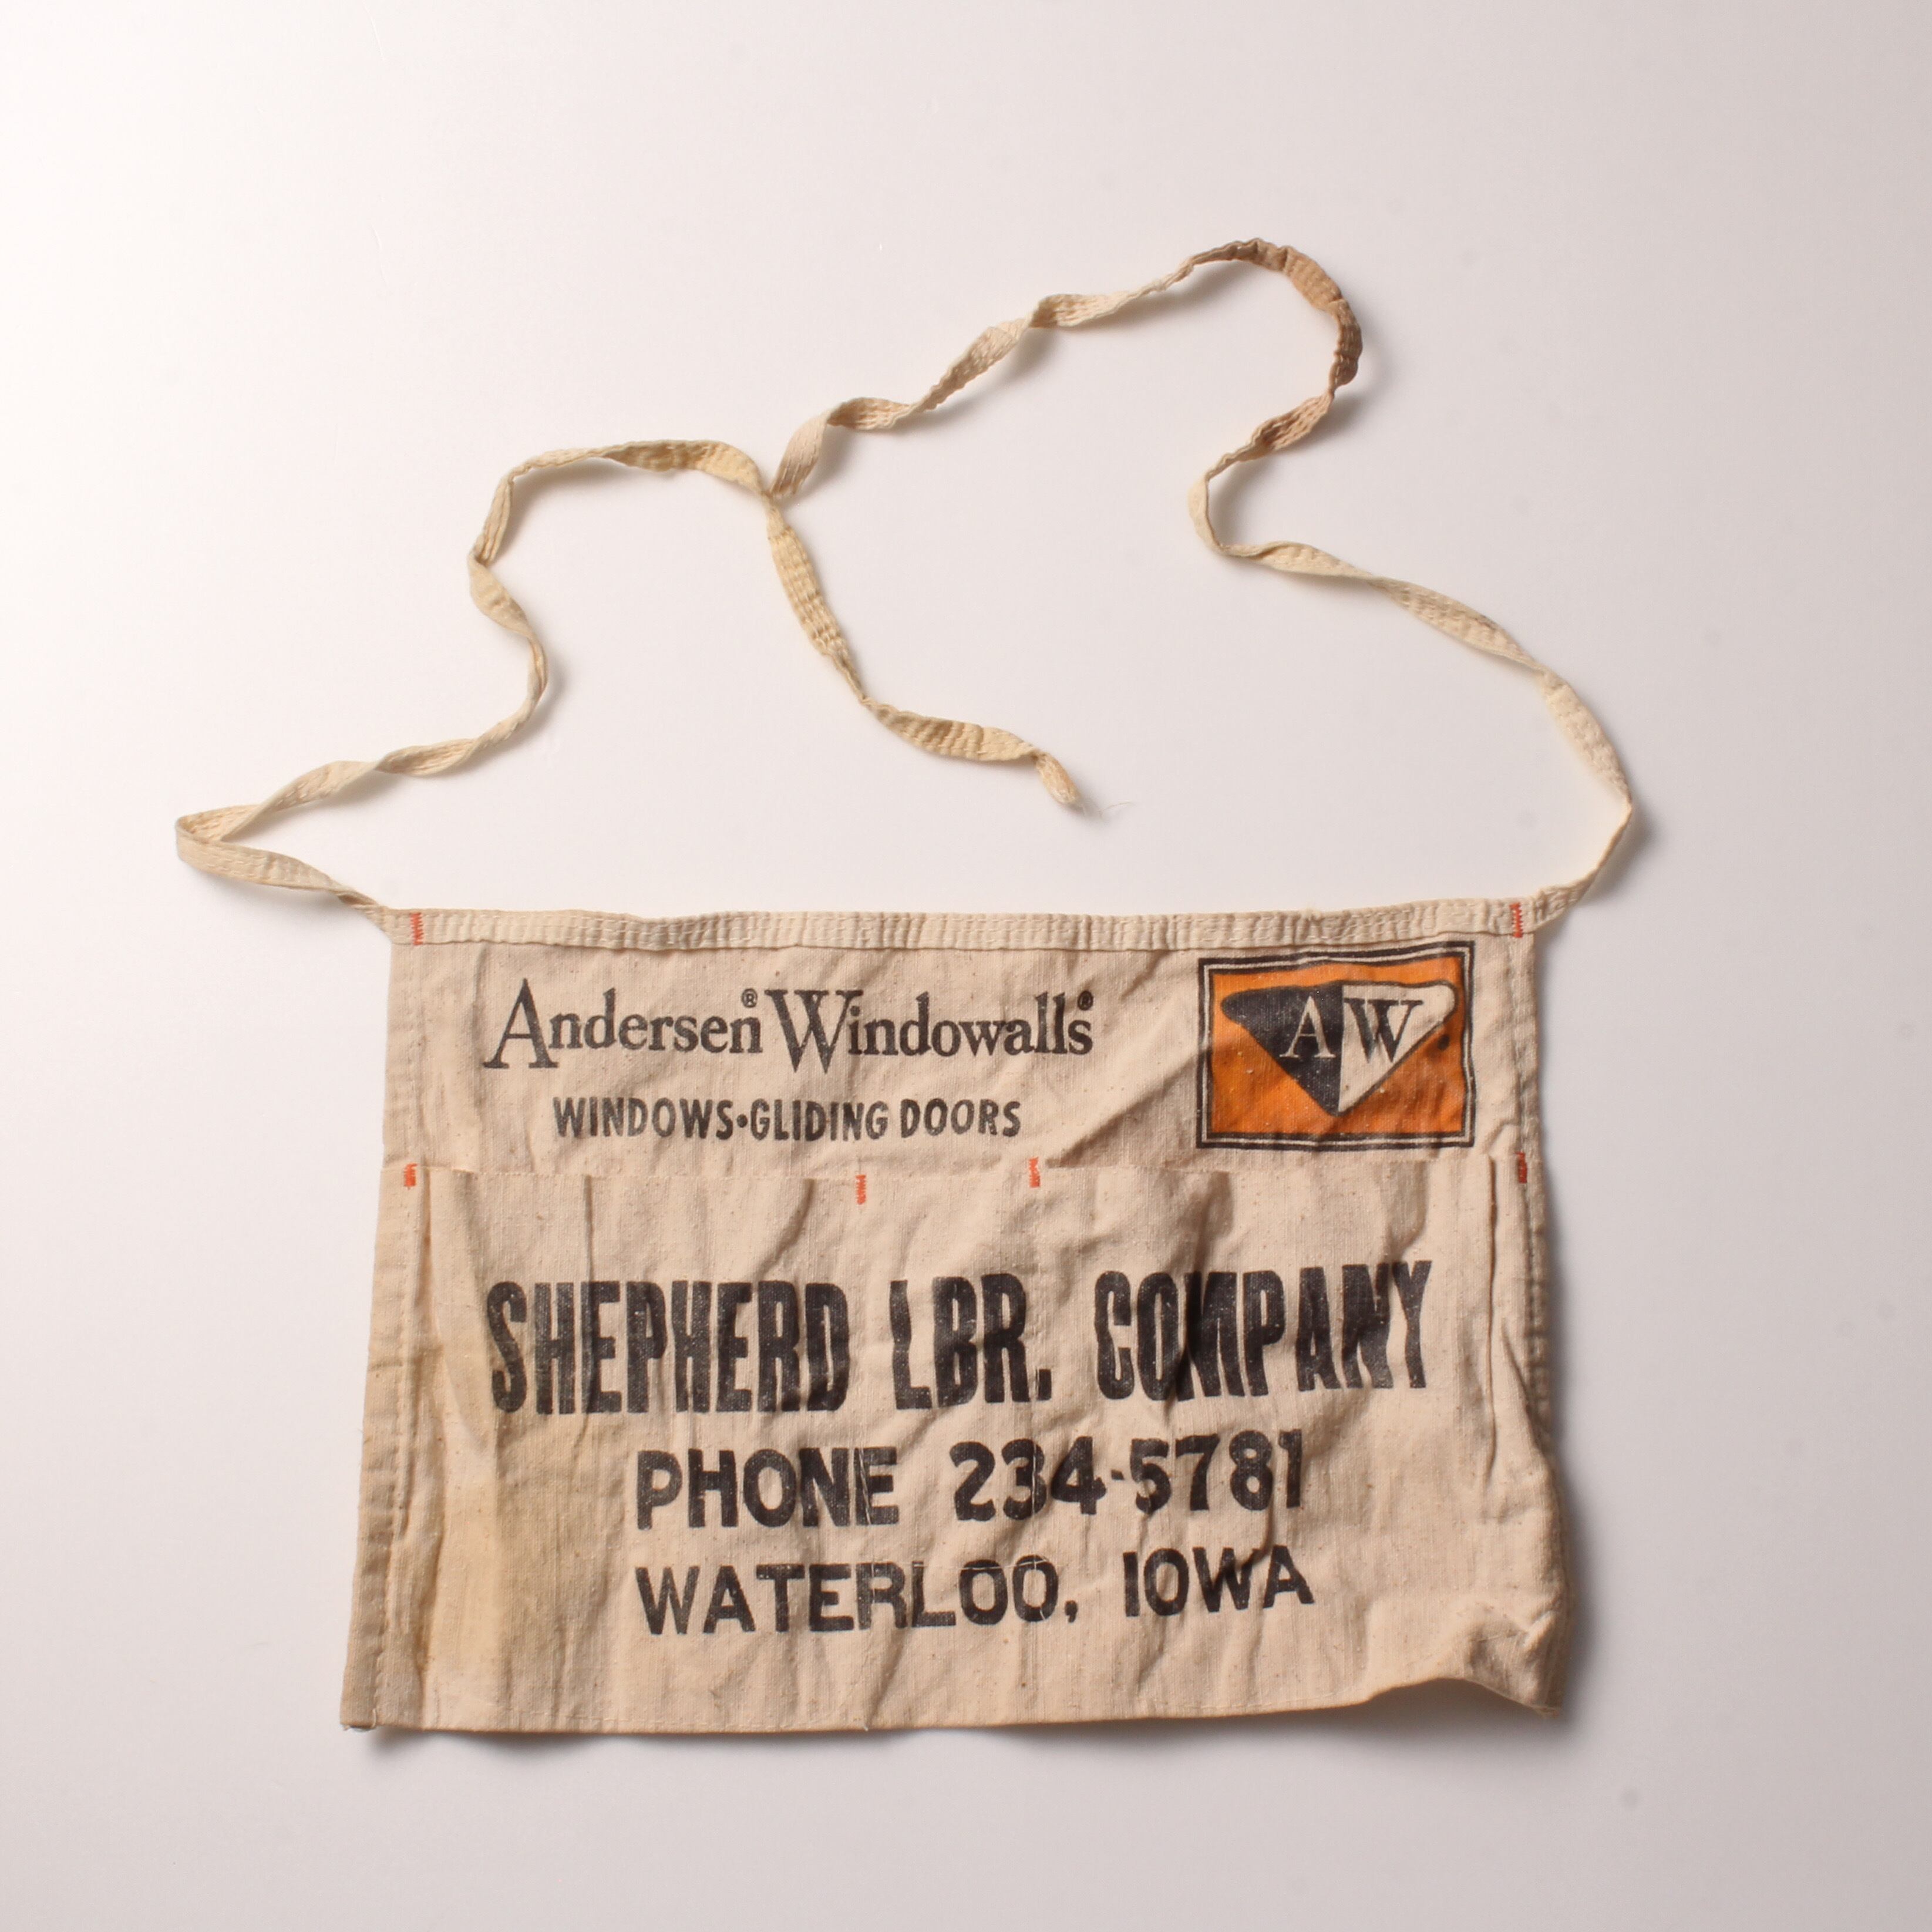 Andersen® Windowalls®
WINDOWS•GLIDING DOORS
AW
SHEPHERD LBR. COMPANY
PHONE 234-5781
WATERLOO, IOWA